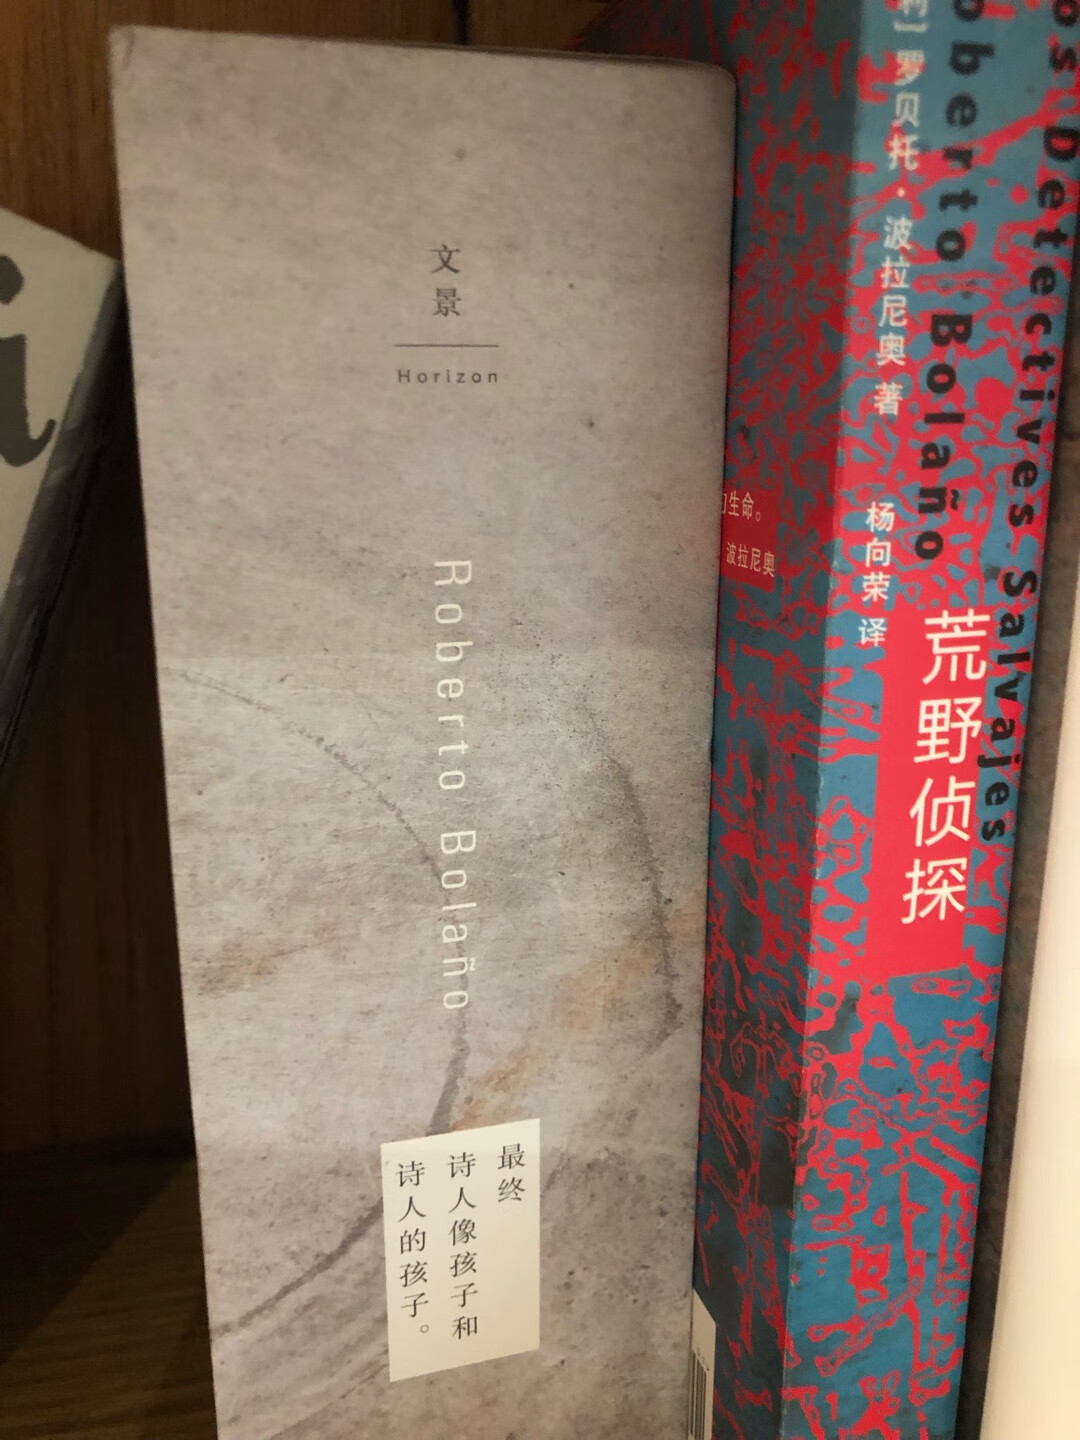 文景
Horizon
Roberto Bolaño
最终
诗人像孩子和
诗人的孩子。
生命。
波拉尼奥
罗贝托·波拉尼奥 著
杨向荣 译
Bolaño
Detectives Salvajes
荒野侦探